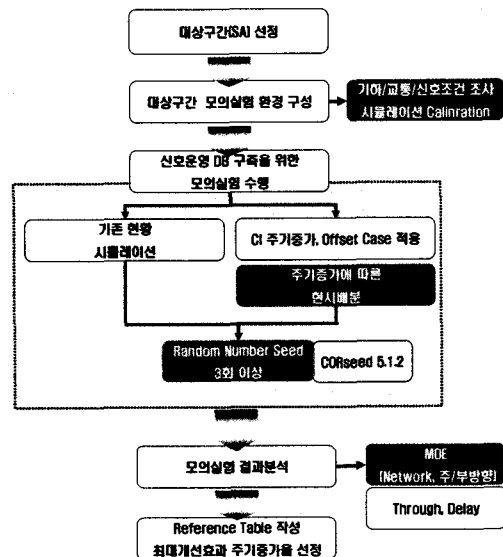 대상구간(SA) 선정
대상구간 모의실험 환경 구성
기하/교통/신호조건 조사
시뮬레이션 Calinration
신호운영 DB 구축을 위한
모의실험 수행
기존 현황
시뮬레이션
CI 주기증가, Offset Case 적용
주기증가에 따른
현시배분
Random Number Seed
3회 이상
CORseed 5.1.2
모의실험 결과분석
MOE
[Network, 주/부방향]
Through, Delay
Reference Table 작성
최대개선효과 주기증가율 선정